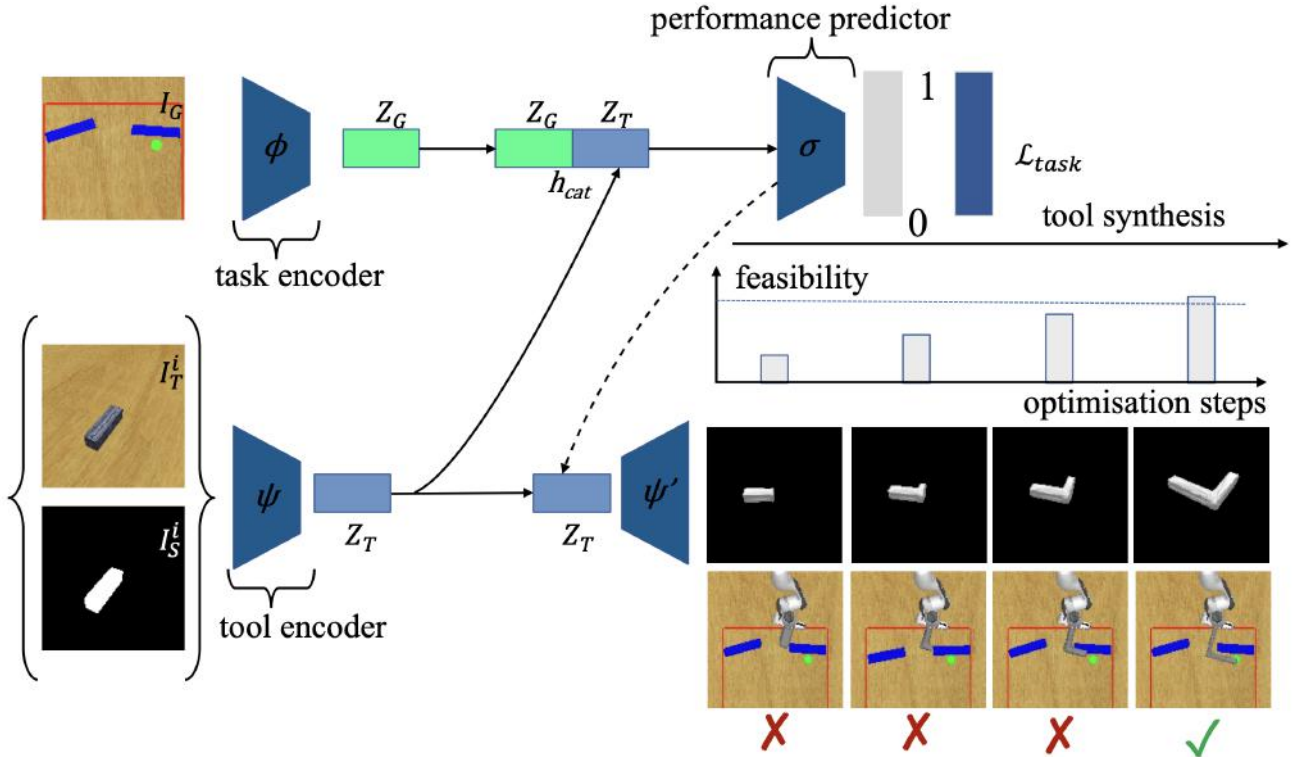 performance predictor
I_G
ϕ
Z_G
Z_G
Z_T
h_cat
σ
1
0
ℒ_task
task encoder
tool synthesis
feasibility
optimisation steps
I_T^i
I_S^i
ψ
Z_T
Z_T
ψ’
tool encoder
✗
✗
✗
✓